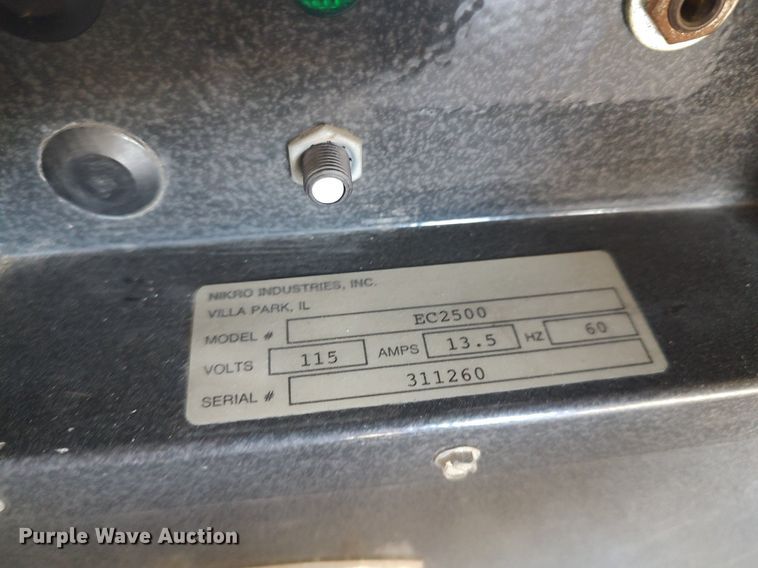 NIKRO INDUSTRIES, INC.
VILLA PARK, IL
MODEL # EC2500
VOLTS 115 AMPS 13.5 HZ 60
SERIAL # 311260
Purple Wave Auction